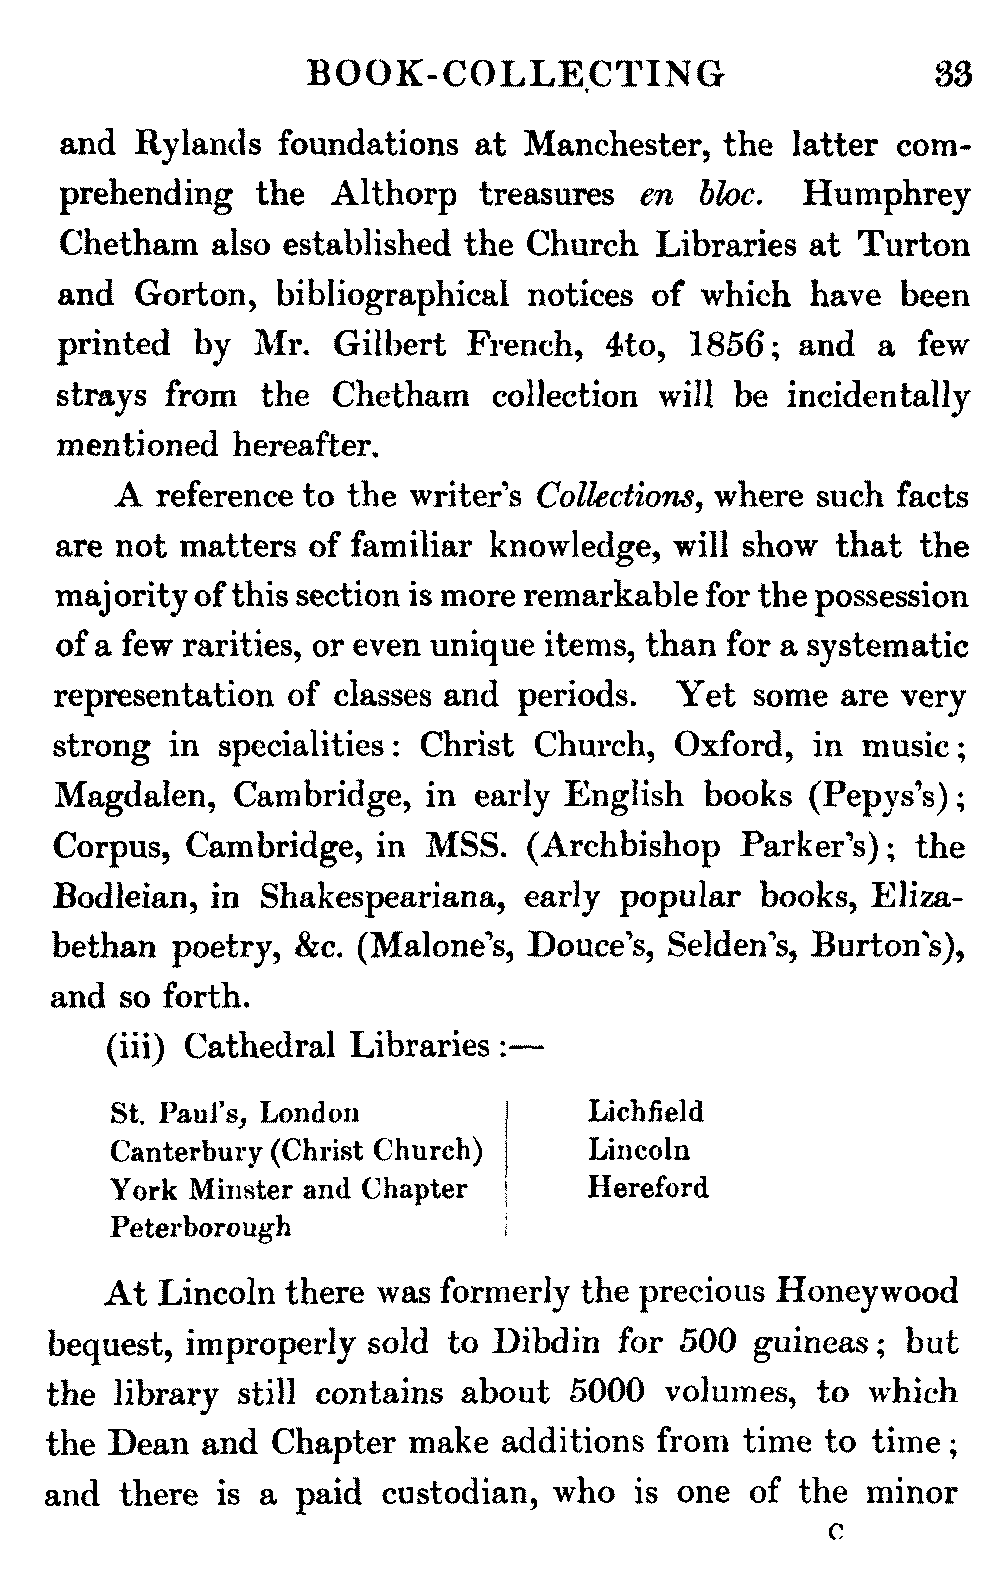 BOOK-COLLECTING 33
and Rylands foundations at Manchester, the latter com-
prehending the Althorp treasures en bloc. Humphrey
Chetham also established the Church Libraries at Turton
and Gorton, bibliographical notices of which have been
printed by Mr. Gilbert French, 4to, 1856; and a few
strays from the Chetham collection will be incidentally
mentioned hereafter.
A reference to the writer's Collections, where such facts
are not matters of familiar knowledge, will show that the
majority of this section is more remarkable for the possession
of a few rarities, or even unique items, than for a systematic
representation of classes and periods. Yet some are very
strong in specialities: Christ Church, Oxford, in music;
Magdalen, Cambridge, in early English books (Pepys's);
Corpus, Cambridge, in MSS. (Archbishop Parker's); the
Bodleian, in Shakespeariana, early popular books, Eliza-
bethan poetry, &c. (Malone's, Douce's, Selden's, Burton's),
and so forth.
(iii) Cathedral Libraries:—
St. Paul's, London
Canterbury (Christ Church)
York Minster and Chapter
Peterborough
Lichfield
Lincoln
Hereford
At Lincoln there was formerly the precious Honeywood
bequest, improperly sold to Dibdin for 500 guineas; but
the library still contains about 5000 volumes, to which
the Dean and Chapter make additions from time to time;
and there is a paid custodian, who is one of the minor
C